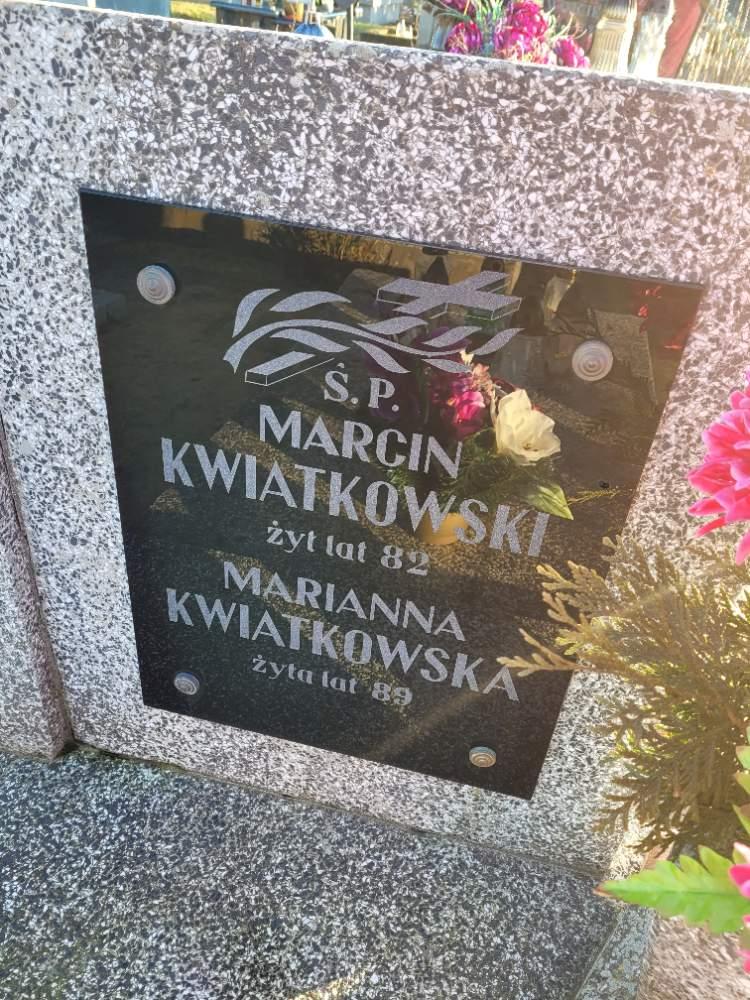 Ś.P.
MARCIN
KWIATKOWSKI
żył lat 82
MARIANNA
KWIATKOWSKA
żyła lat 89